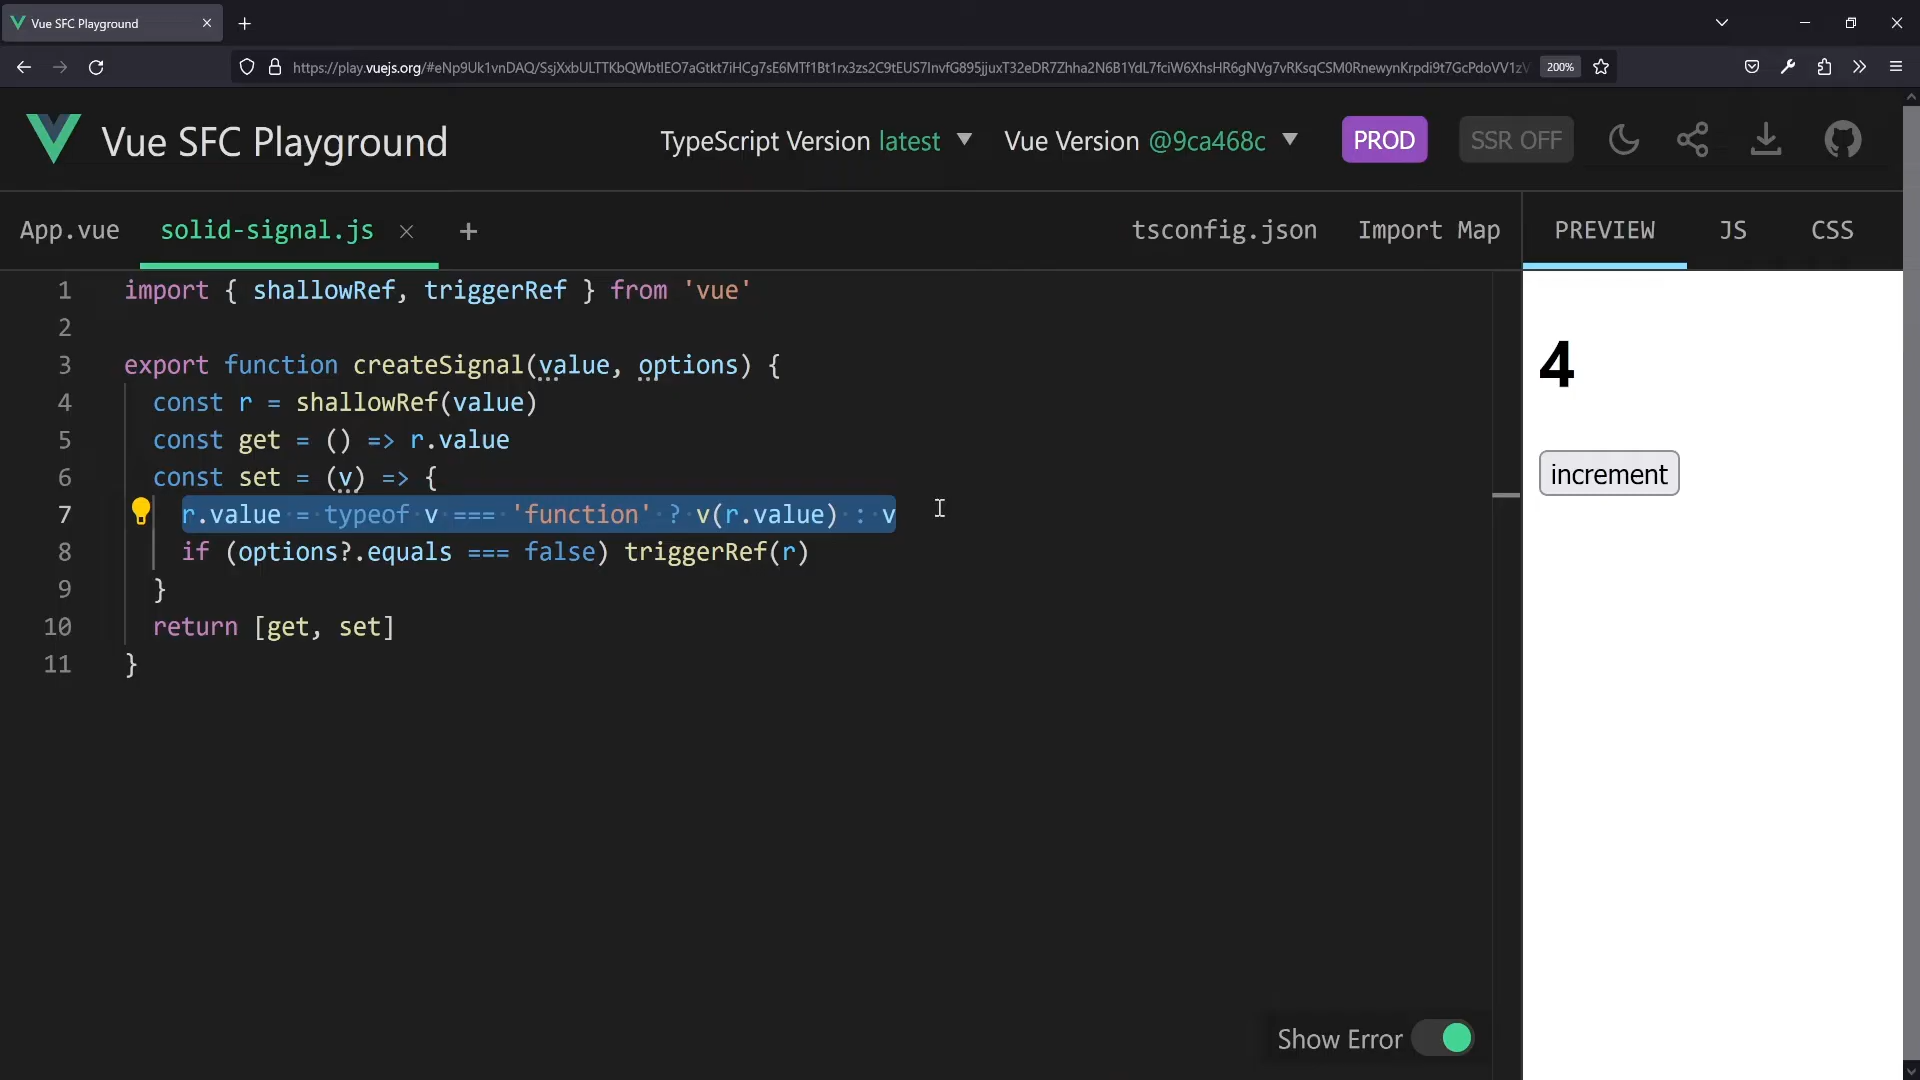 Vue SFC Playground
https://play.vuejs.org/#eNp9Uk1vnDAQ/SsjXxbULTTKbQWbtIEO7aGtkt7iHCg7sE6MTf1Bt1rx3zs2C9tEUS7InvfG895jjuxT32eDR7Zhha2N6B1YdL7fciW6XhsHR6gNVg7vRKsqCSM0RnewynKrpdi9t7GcPdoVV1z
200%
Vue SFC Playground
TypeScript Version latest
Vue Version @9ca468c
PROD
SSR OFF
App.vue
solid-signal.js
tsconfig.json
Import Map
PREVIEW
JS
CSS
1 import { shallowRef, triggerRef } from 'vue'
2
3 export function createSignal(value, options) {
4 const r = shallowRef(value)
5 const get = () => r.value
6 const set = (v) => {
7 r.value = typeof v === 'function' ? v(r.value) : v
8 if (options?.equals === false) triggerRef(r)
9 }
10 return [get, set]
11 }
4
increment
Show Error